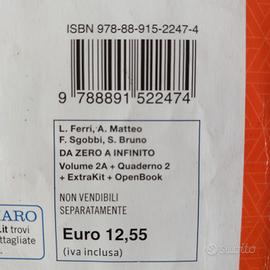 ISBN 978-88-915-2247-4
9 788891 522474
L. Ferri, A. Matteo
F. Sgobbi, S. Bruno
DA ZERO A INFINITO
Volume 2A + Quaderno 2
+ ExtraKit + OpenBook
NON VENDIBILI
SEPARATAMENTE
Euro 12,55
(iva inclusa)
ARO
.it trovi
ttagliate
subito